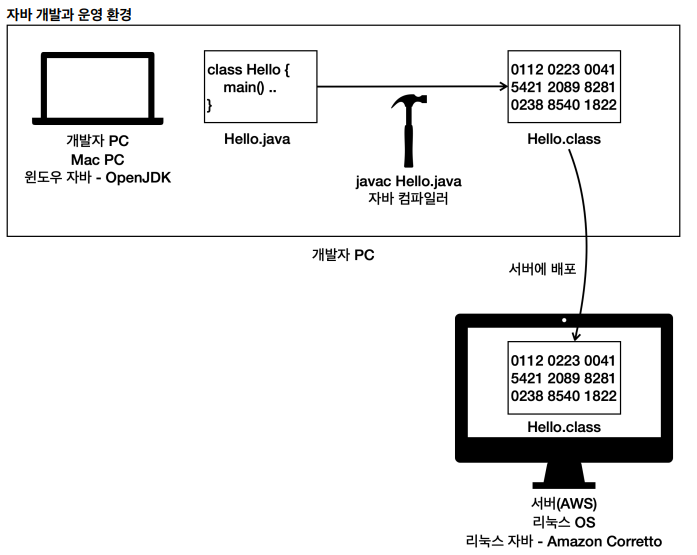 자바 개발과 운영 환경
class Hello {
main() ..
}
Hello.java
개발자 PC
Mac PC
윈도우 자바 - OpenJDK
javac Hello.java
자바 컴파일러
0112 0223 0041
5421 2089 8281
0238 8540 1822
Hello.class
개발자 PC
서버에 배포
0112 0223 0041
5421 2089 8281
0238 8540 1822
Hello.class
서버(AWS)
리눅스 OS
리눅스 자바 - Amazon Corretto